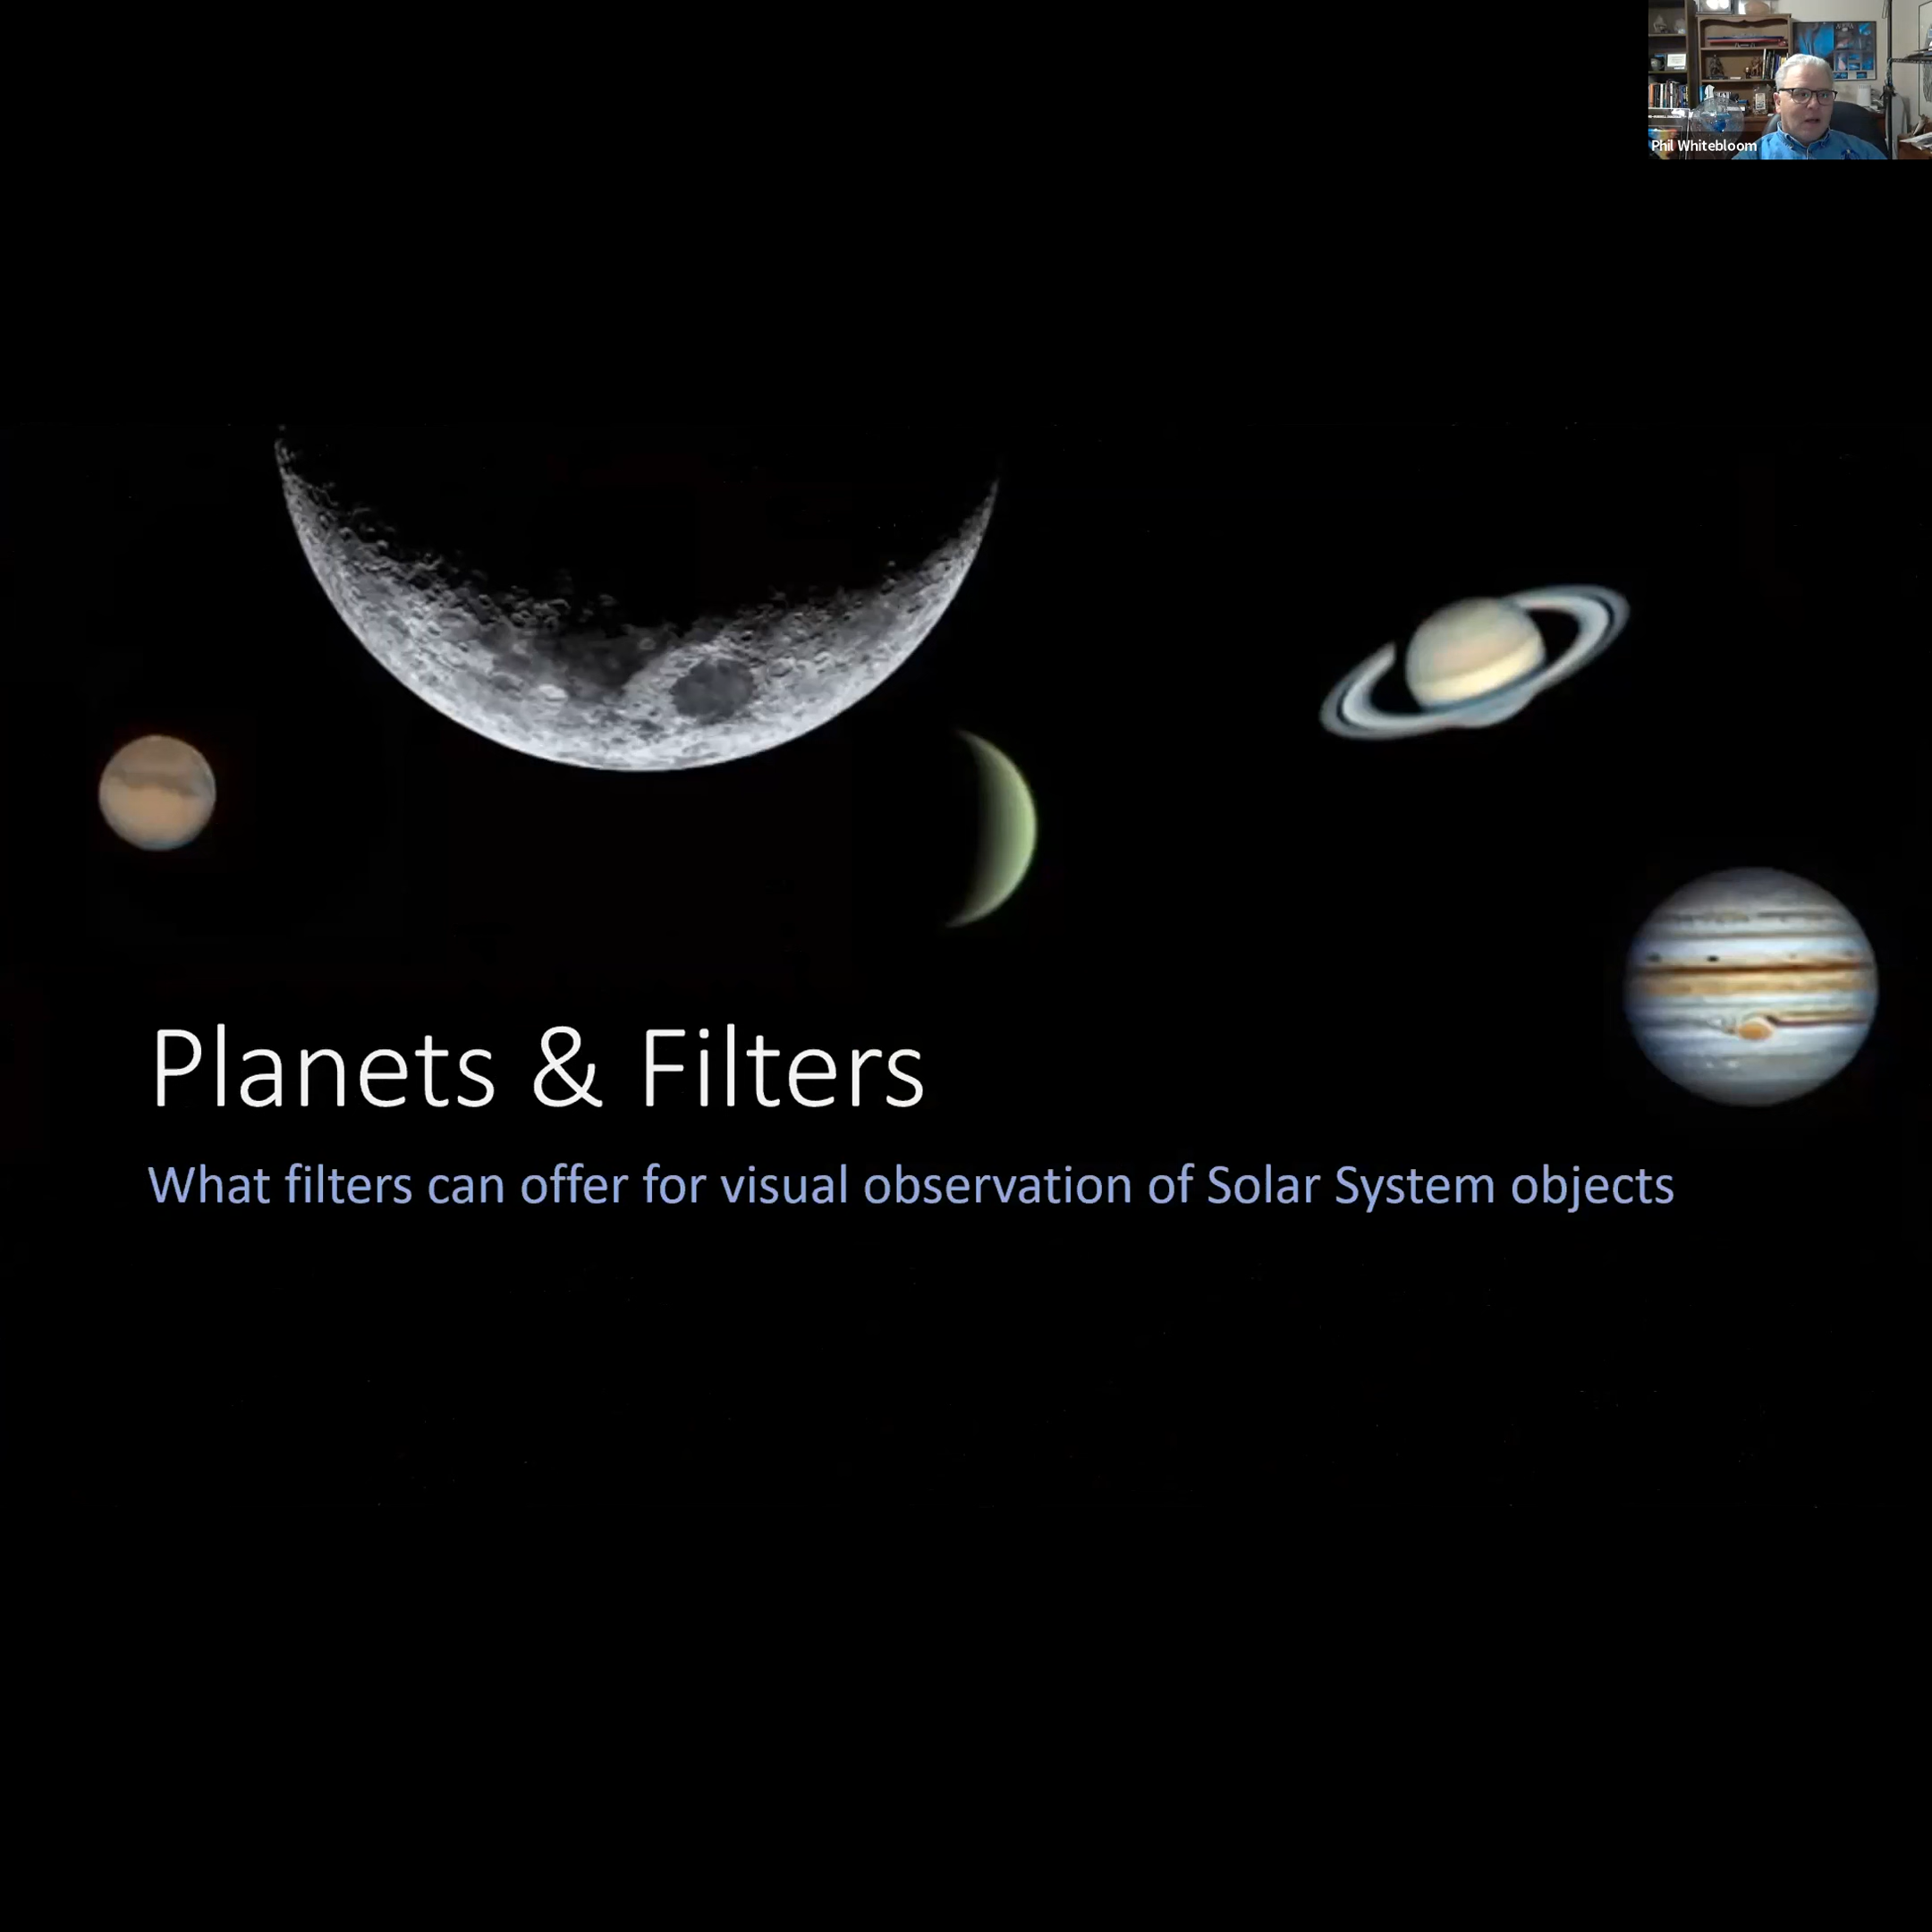 Phil Whitebloom
Planets & Filters
What filters can offer for visual observation of Solar System objects